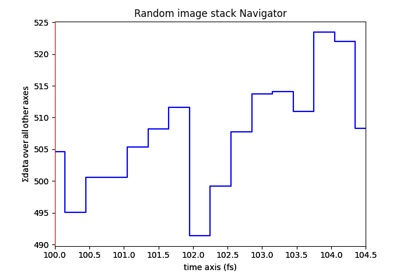 Random image stack Navigator
525
520
515
510
505
500
495
490
Σdata over all other axes
100.0 100.5 101.0 101.5 102.0 102.5 103.0 103.5 104.0 104.5
time axis (fs)